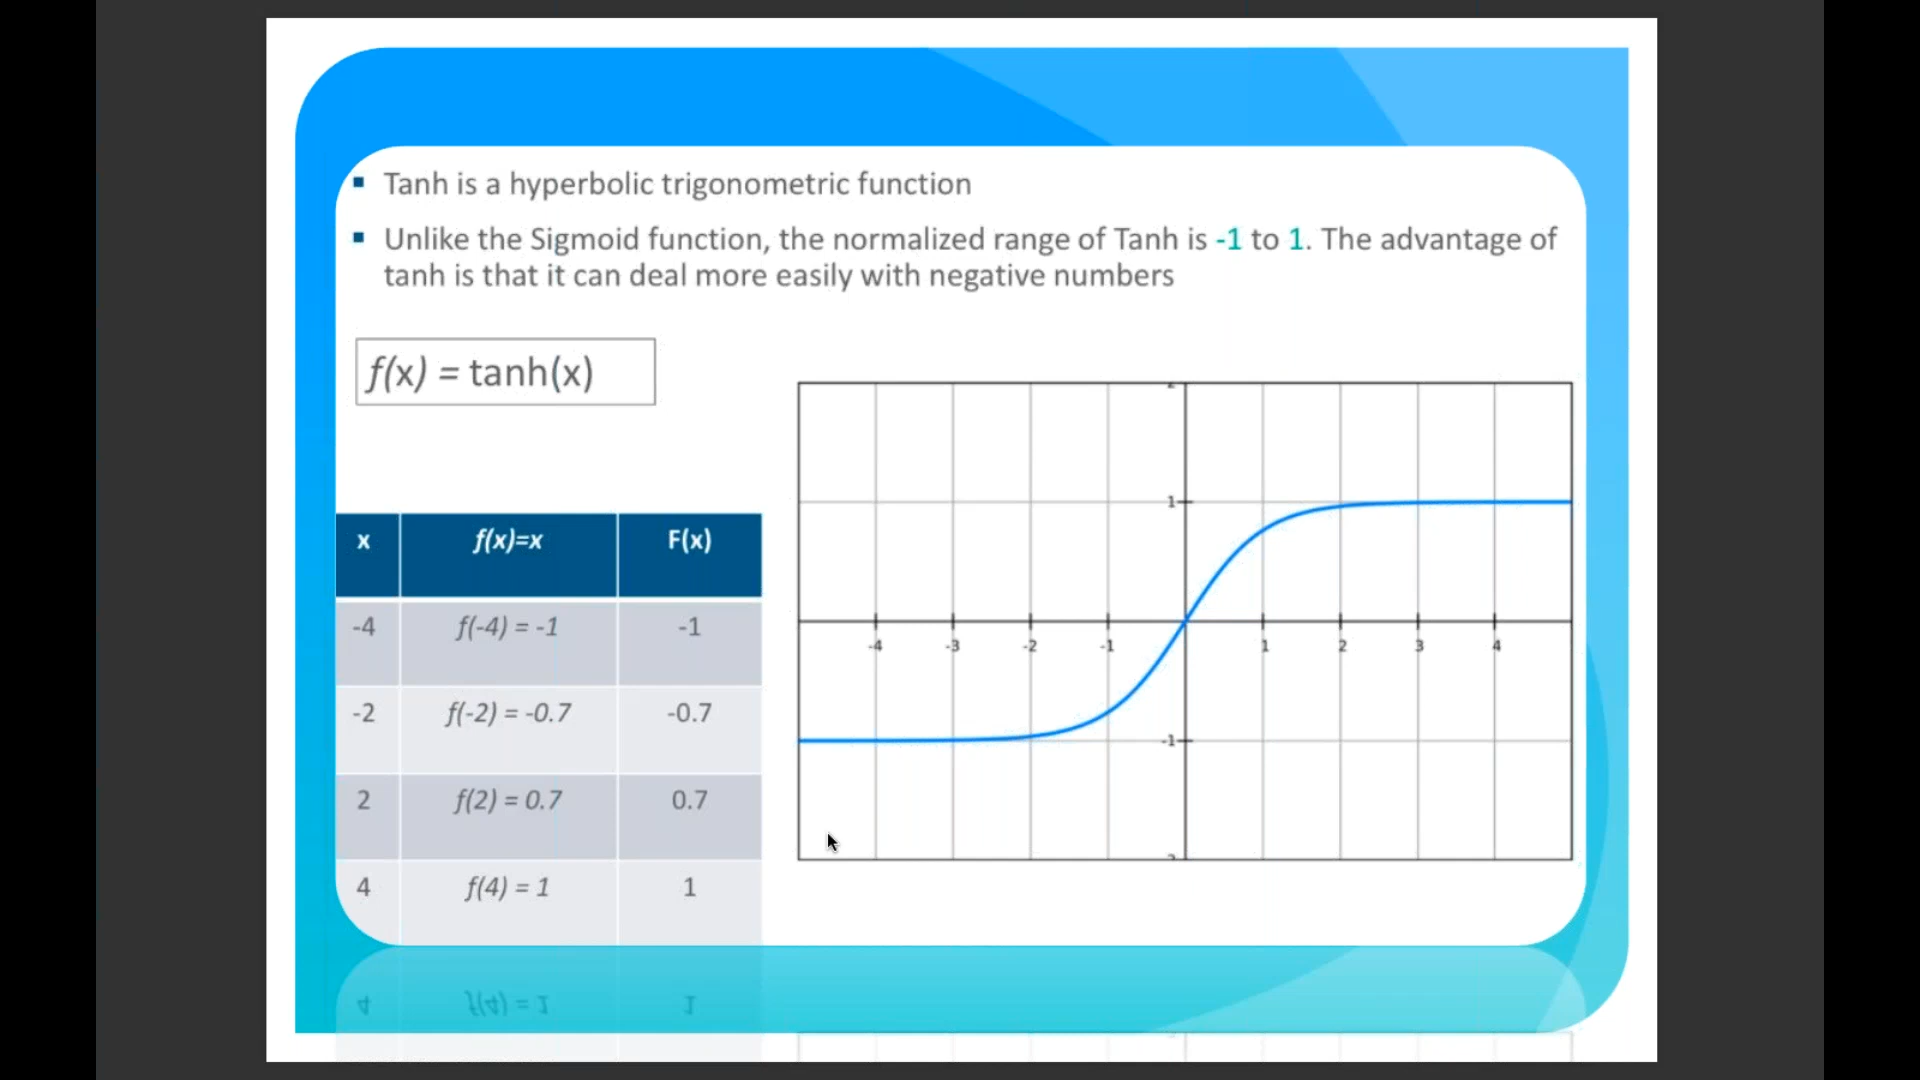 Tanh is a hyperbolic trigonometric function
Unlike the Sigmoid function, the normalized range of Tanh is -1 to 1. The advantage of
tanh is that it can deal more easily with negative numbers
f(x) = tanh(x)
x f(x)=x F(x)
-4 f(-4) = -1 -1
-2 f(-2) = -0.7 -0.7
2 f(2) = 0.7 0.7
4 f(4) = 1 1
1
-4 -3 -2 -1 1 2 3 4
-1